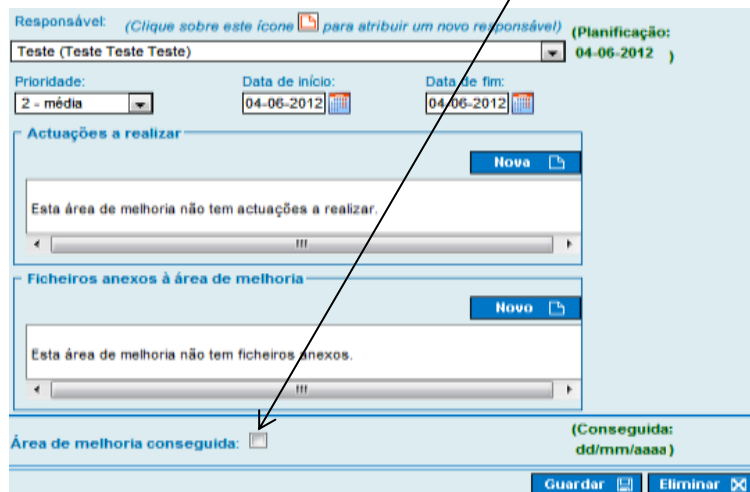 Responsável: (Clique sobre este ícone para atribuir um novo responsável) (Planificação:
Teste (Teste Teste Teste) 04-06-2012 )
Prioridade: Data de início: Data de fim:
2 - média 04-06-2012 04-06-2012
Actuações a realizar
Nova
Esta área de melhoria não tem actuações a realizar.
Ficheiros anexos à área de melhoria
Novo
Esta área de melhoria não tem ficheiros anexos.
Área de melhoria conseguida: (Conseguida:
dd/mm/aaaa)
Guardar Eliminar